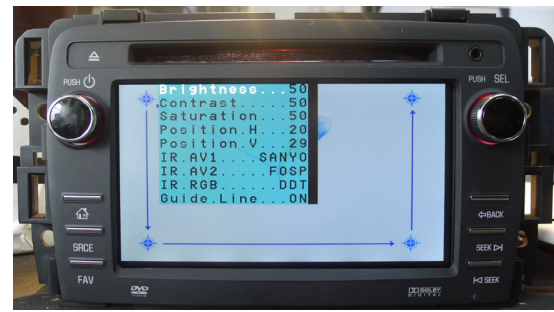 PUSH
PUSH SEL
Brightness...50
Contrast.....50
Saturation...50
Position.H...20
Position.V...29
IR.AV1....SANYO
IR.AV2.....FOSP
IR.RGB......DDT
Guide.Line...ON
SRCE
FAV
BACK
SEEK
SEEK
DVD
DOLBY
DIGITAL